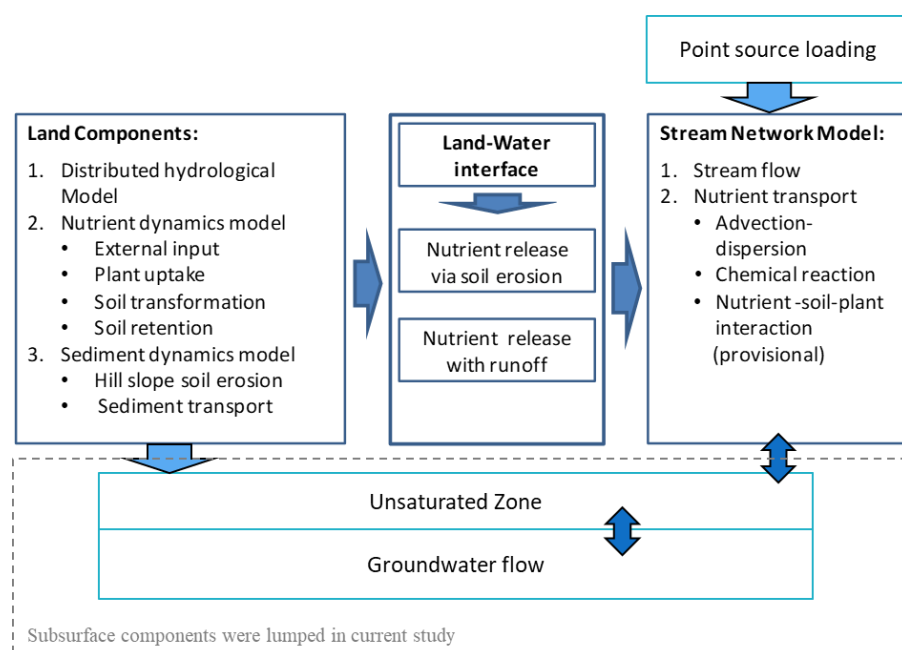 Point source loading
Land Components:
1. Distributed hydrological
Model
2. Nutrient dynamics model
• External input
• Plant uptake
• Soil transformation
• Soil retention
3. Sediment dynamics model
• Hill slope soil erosion
• Sediment transport
Land-Water
interface
Nutrient release
via soil erosion
Nutrient release
with runoff
Stream Network Model:
1. Stream flow
2. Nutrient transport
• Advection-
dispersion
• Chemical reaction
• Nutrient -soil-plant
interaction
(provisional)
Unsaturated Zone
Groundwater flow
Subsurface components were lumped in current study